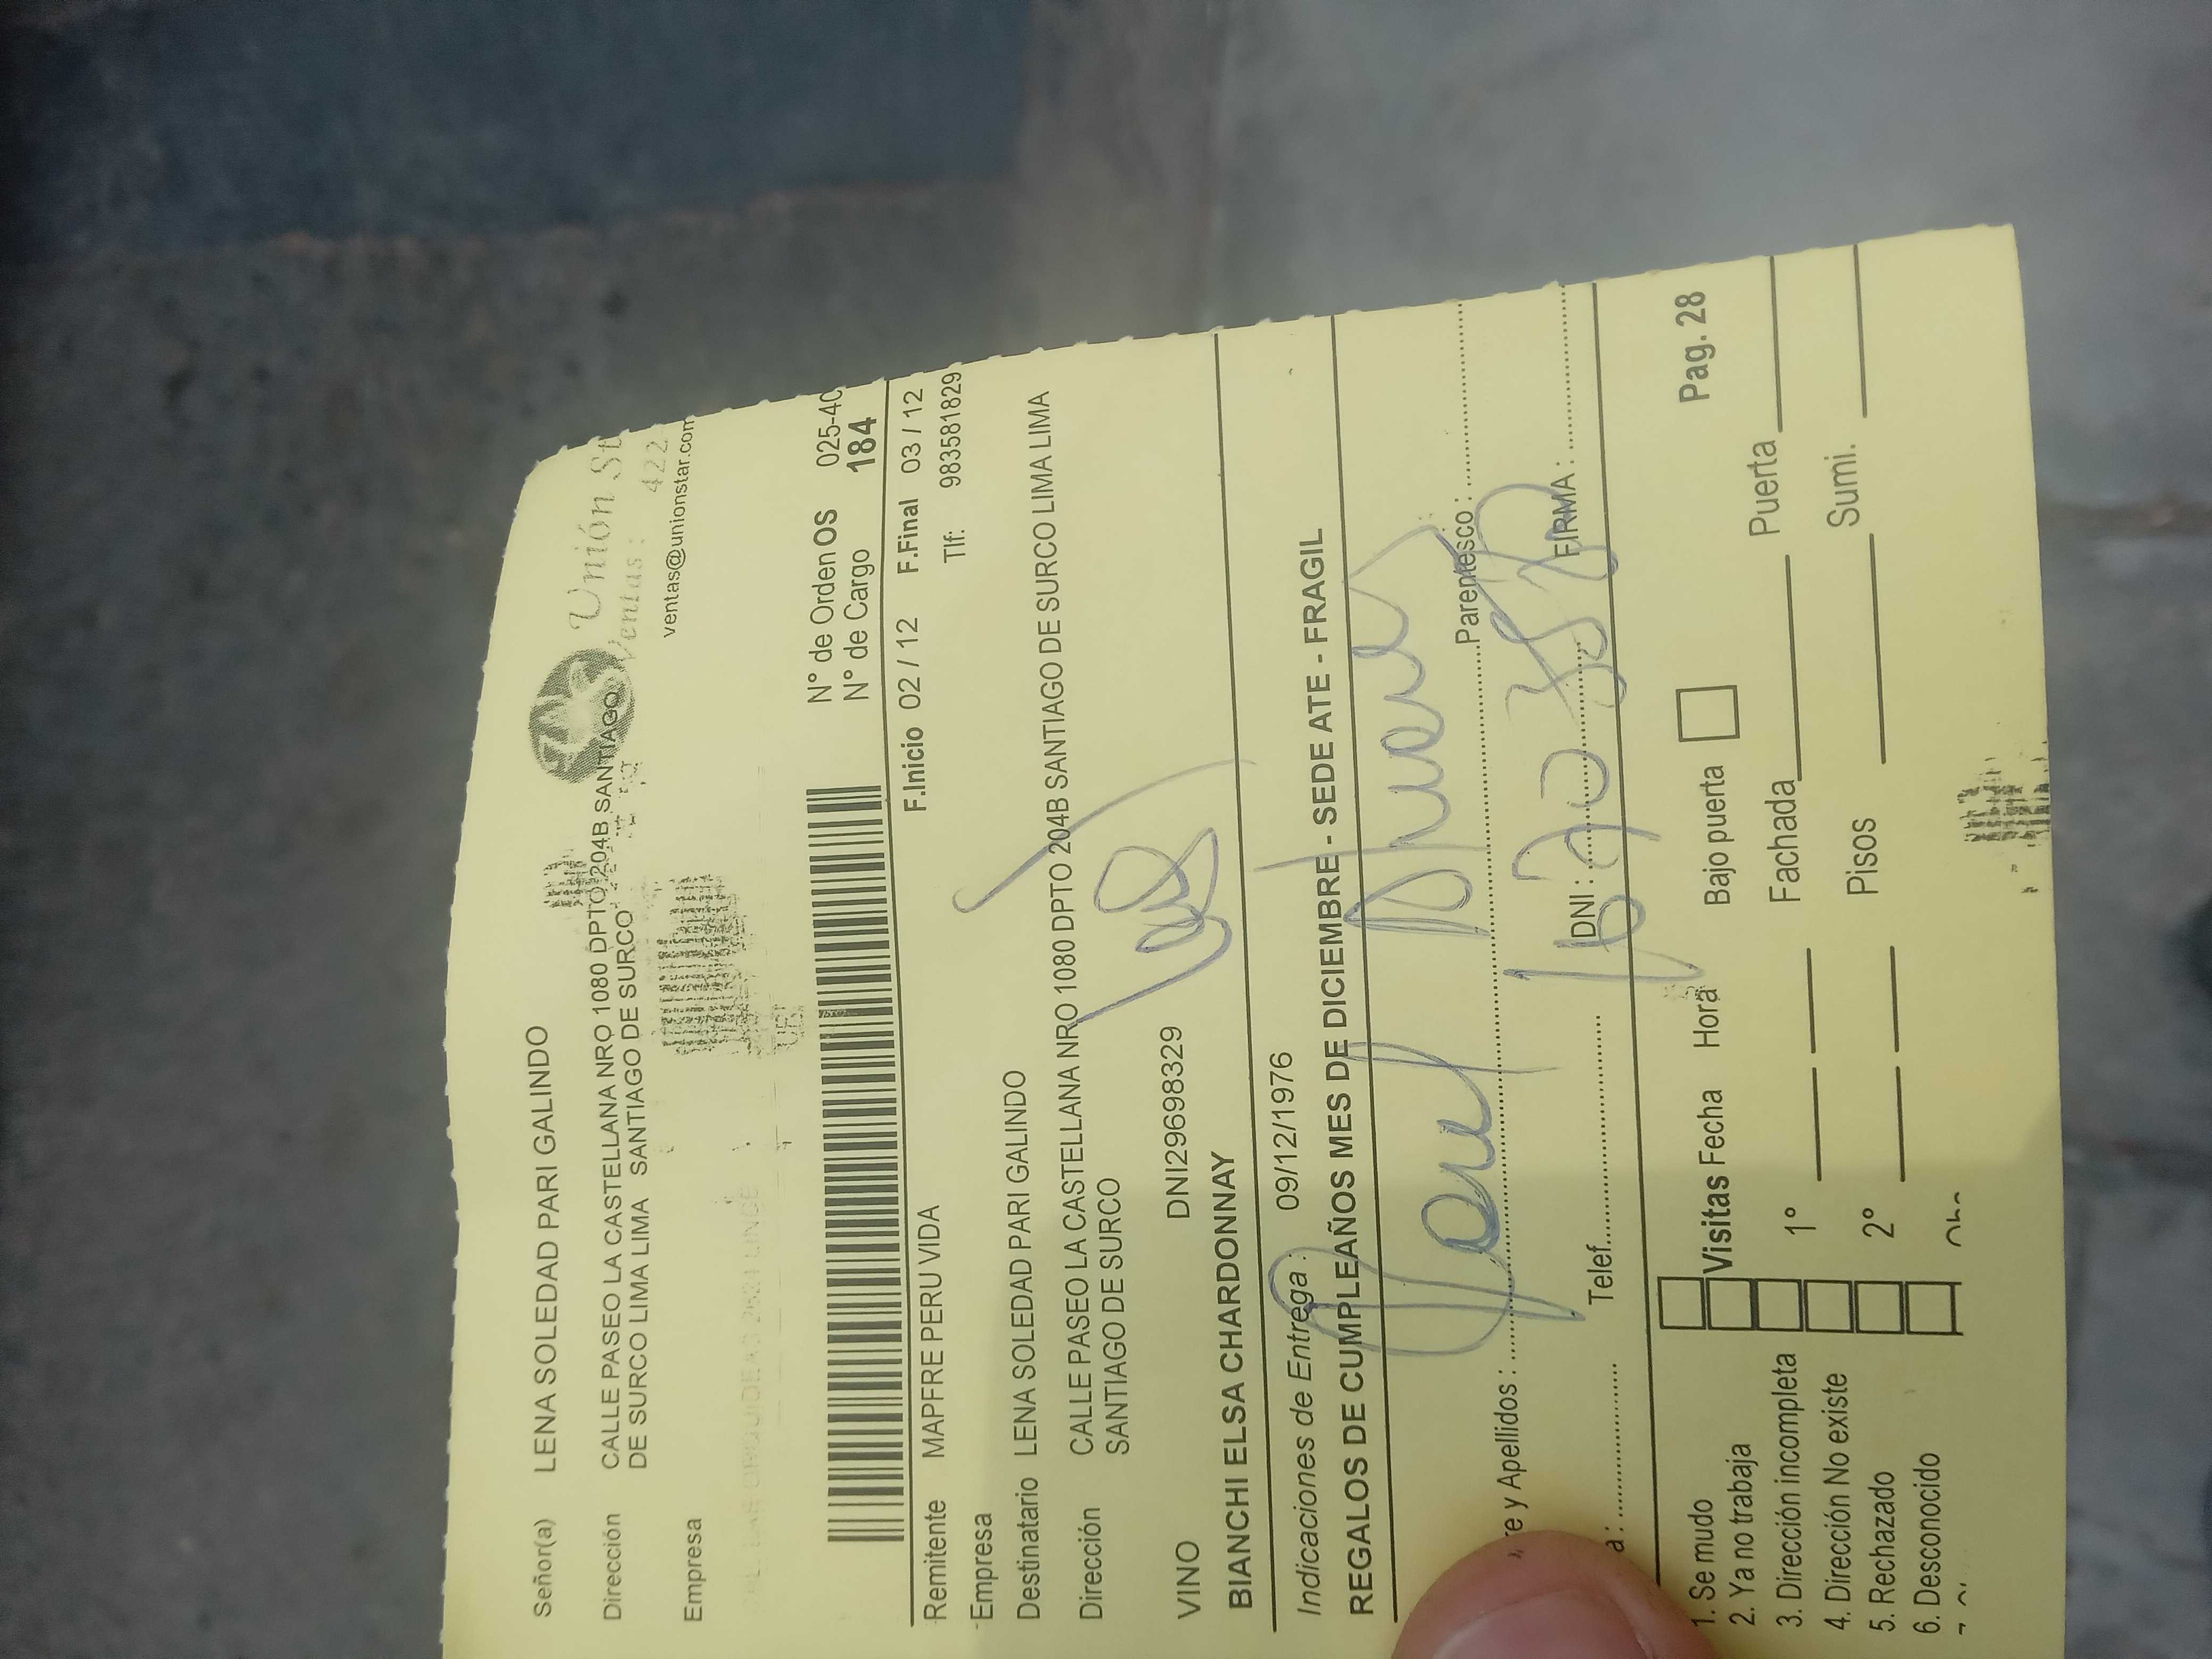 Unión St
Ventas : 422
ventas@unionstar.com
Señor(a) LENA SOLEDAD PARI GALINDO
Dirección CALLE PASEO LA CASTELLANA NRO 1080 DPTO 204B SANTIAGO
DE SURCO LIMA LIMA SANTIAGO DE SURCO
Empresa
N° de Orden OS 025-40
N° de Cargo 184
F.Inicio 02 / 12 F.Final 03 / 12
Remitente MAPFRE PERU VIDA Tlf: 983581829
Empresa
Destinatario LENA SOLEDAD PARI GALINDO
Dirección CALLE PASEO LA CASTELLANA NRO 1080 DPTO 204B SANTIAGO DE SURCO LIMA LIMA
SANTIAGO DE SURCO
VINO DNI29698329
BIANCHI ELSA CHARDONNAY
Indicaciones de Entrega : 09/12/1976
REGALOS DE CUMPLEAÑOS MES DE DICIEMBRE - SEDE ATE - FRAGIL
re y Apellidos : Parentesco :
a : Telef. DNI : FIRMA :
1. Se mudo Visitas Fecha Hora Bajo puerta Pag. 28
2. Ya no trabaja
3. Dirección incompleta 1° Fachada Puerta
4. Dirección No existe
5. Rechazado 2° Pisos Sumi.
6. Desconocido